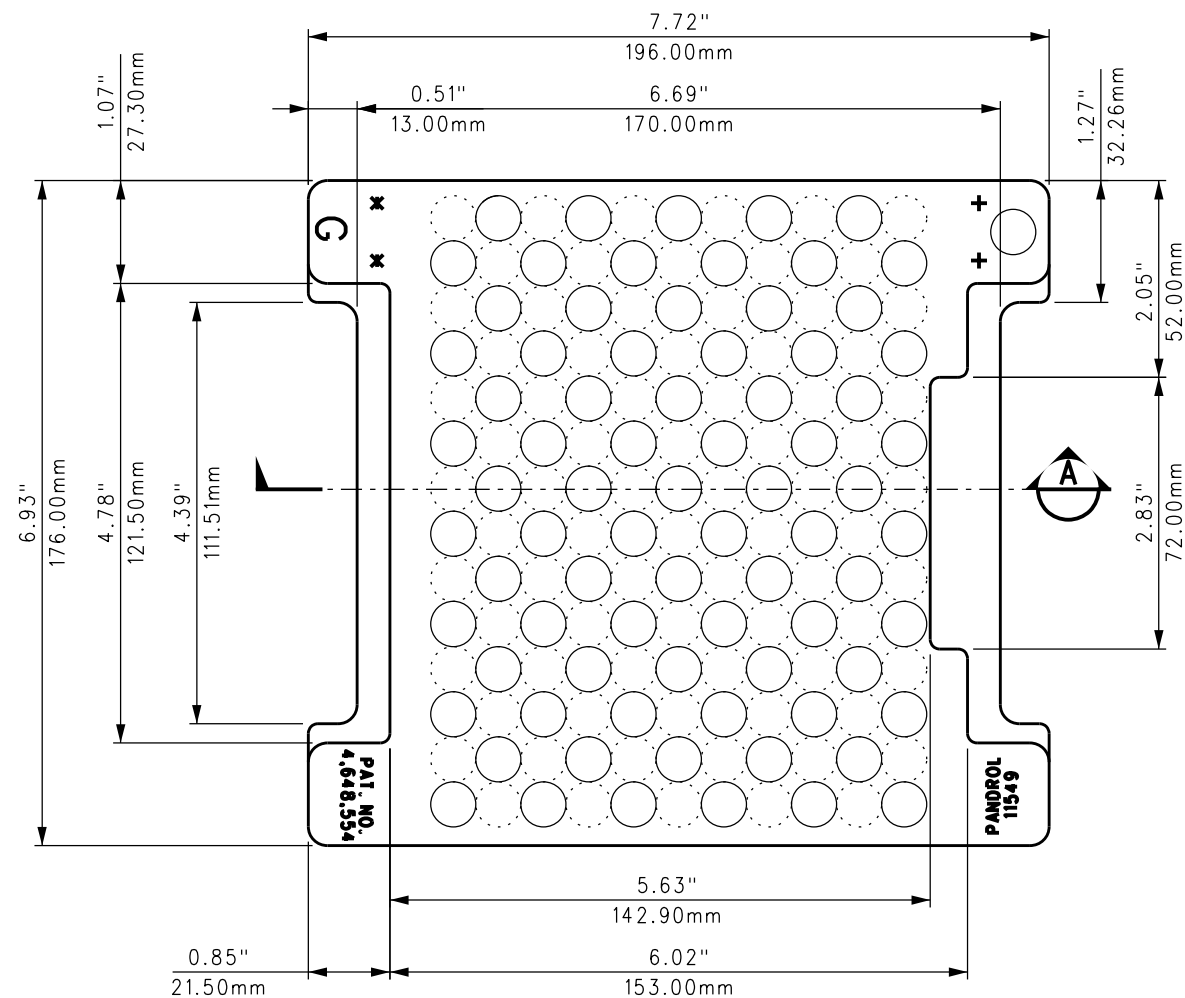 7.72"
196.00mm
0.51"
13.00mm
6.69"
170.00mm
1.07"
27.30mm
1.27"
32.26mm
G
2.05"
52.00mm
6.93"
176.00mm
4.78"
121.50mm
4.39"
111.51mm
A
2.83"
72.00mm
PAT. NO.
4,648,554
PANDROL
11549
5.63"
142.90mm
0.85"
21.50mm
6.02"
153.00mm